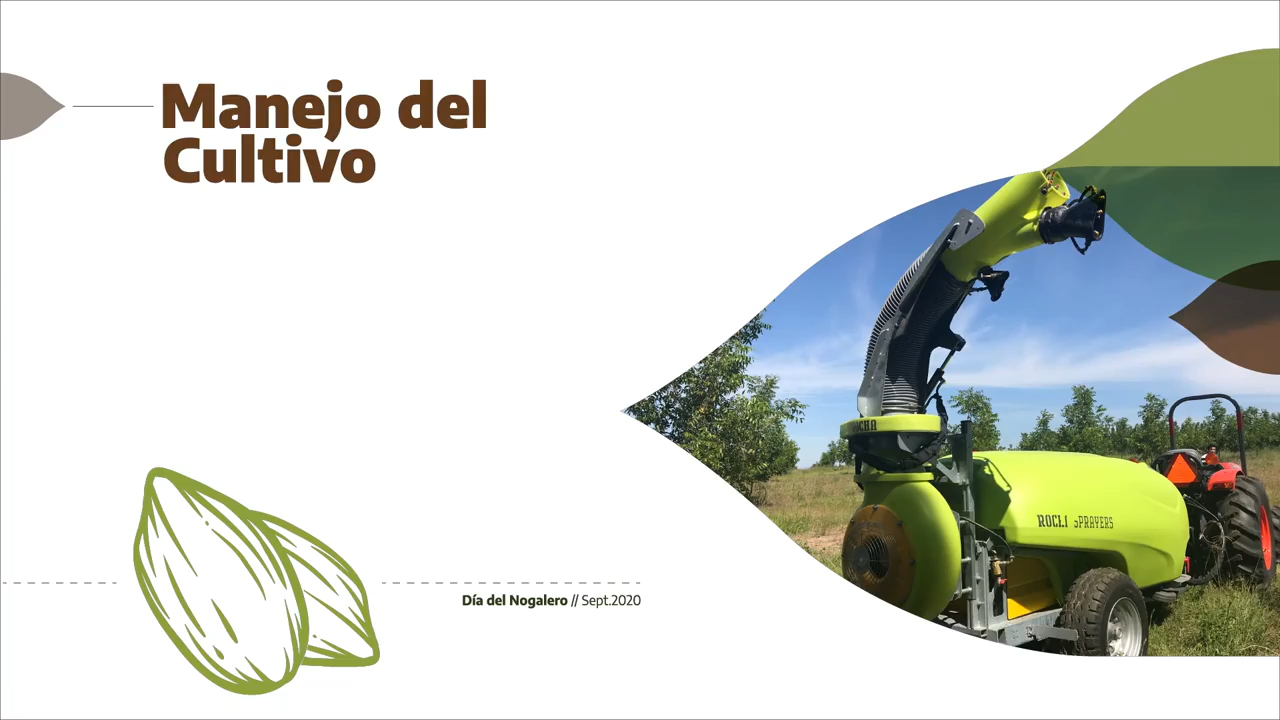 Manejo del
Cultivo
ROCLI SPRAYERS
Día del Nogalero // Sept.2020